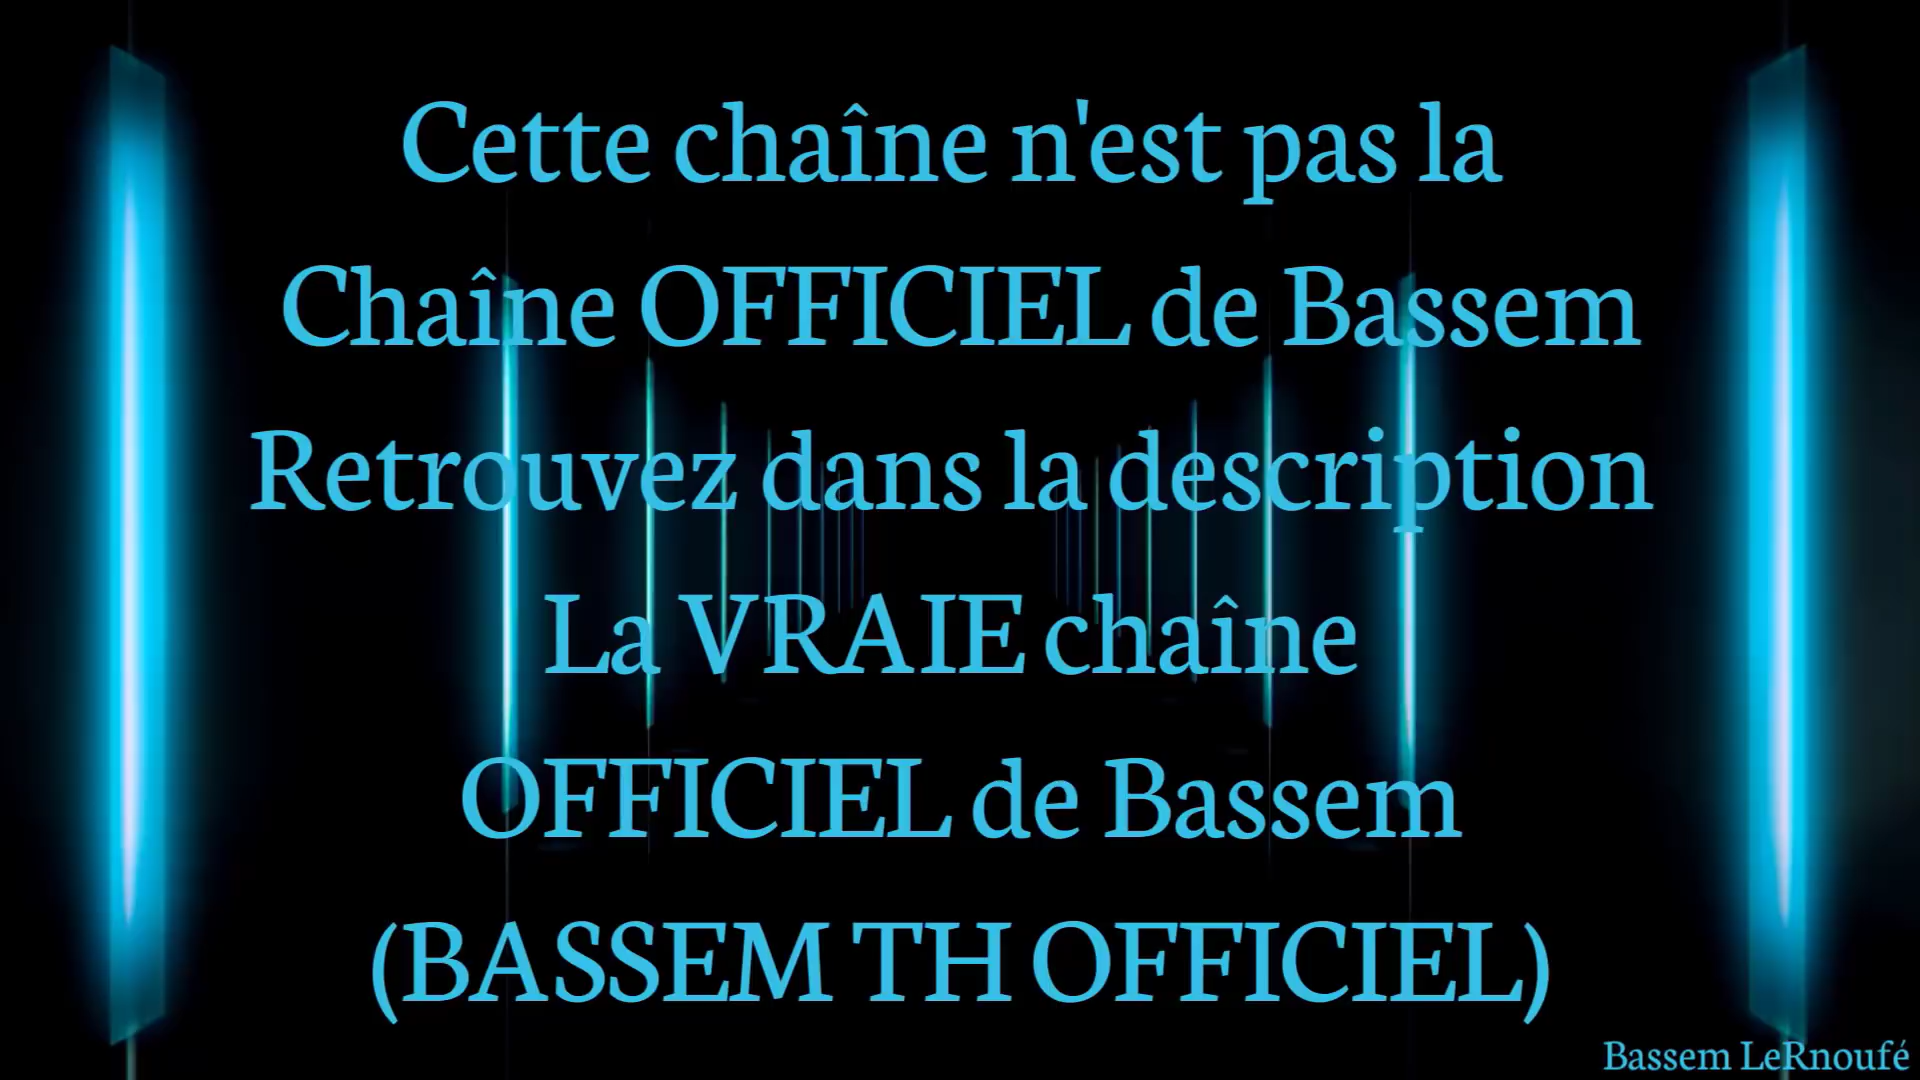 Cette chaîne n'est pas la
Chaîne OFFICIEL de Bassem
Retrouvez dans la description
La VRAIE chaîne
OFFICIEL de Bassem
(BASSEM TH OFFICIEL)
Bassem LeRnoufé